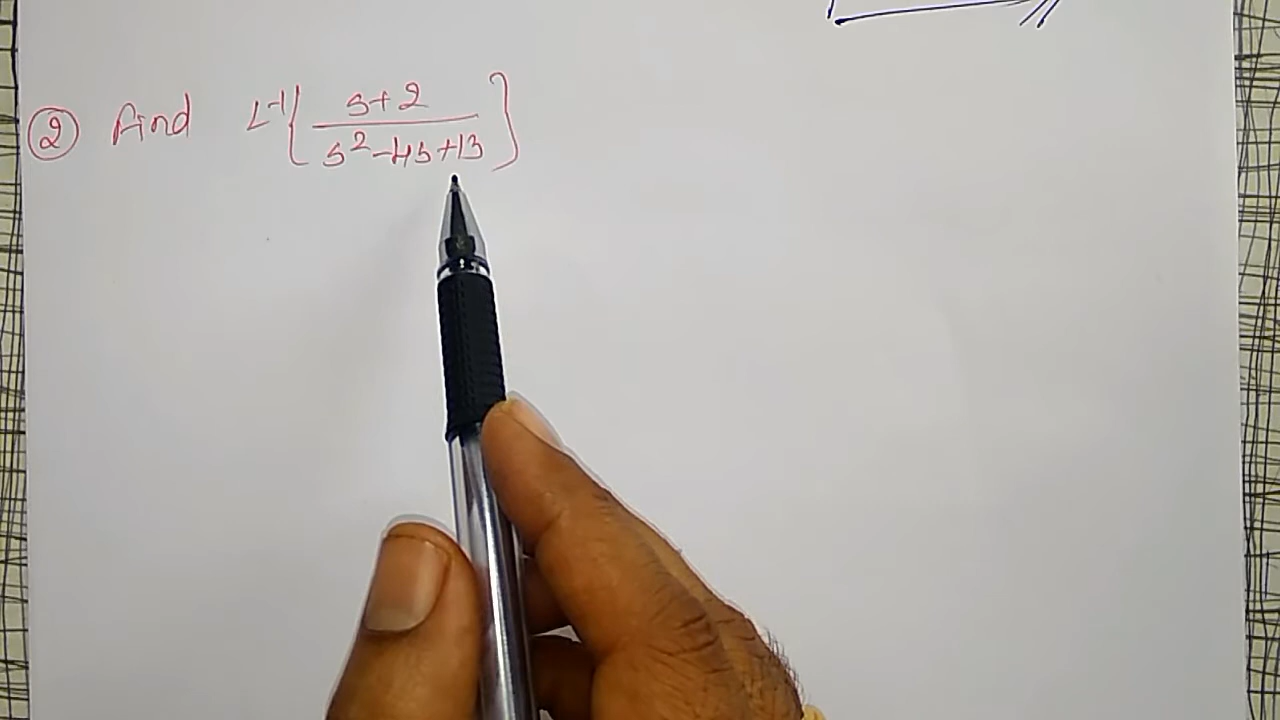 ② Find L⁻¹{ (s+2) / (s²-4s+13) }